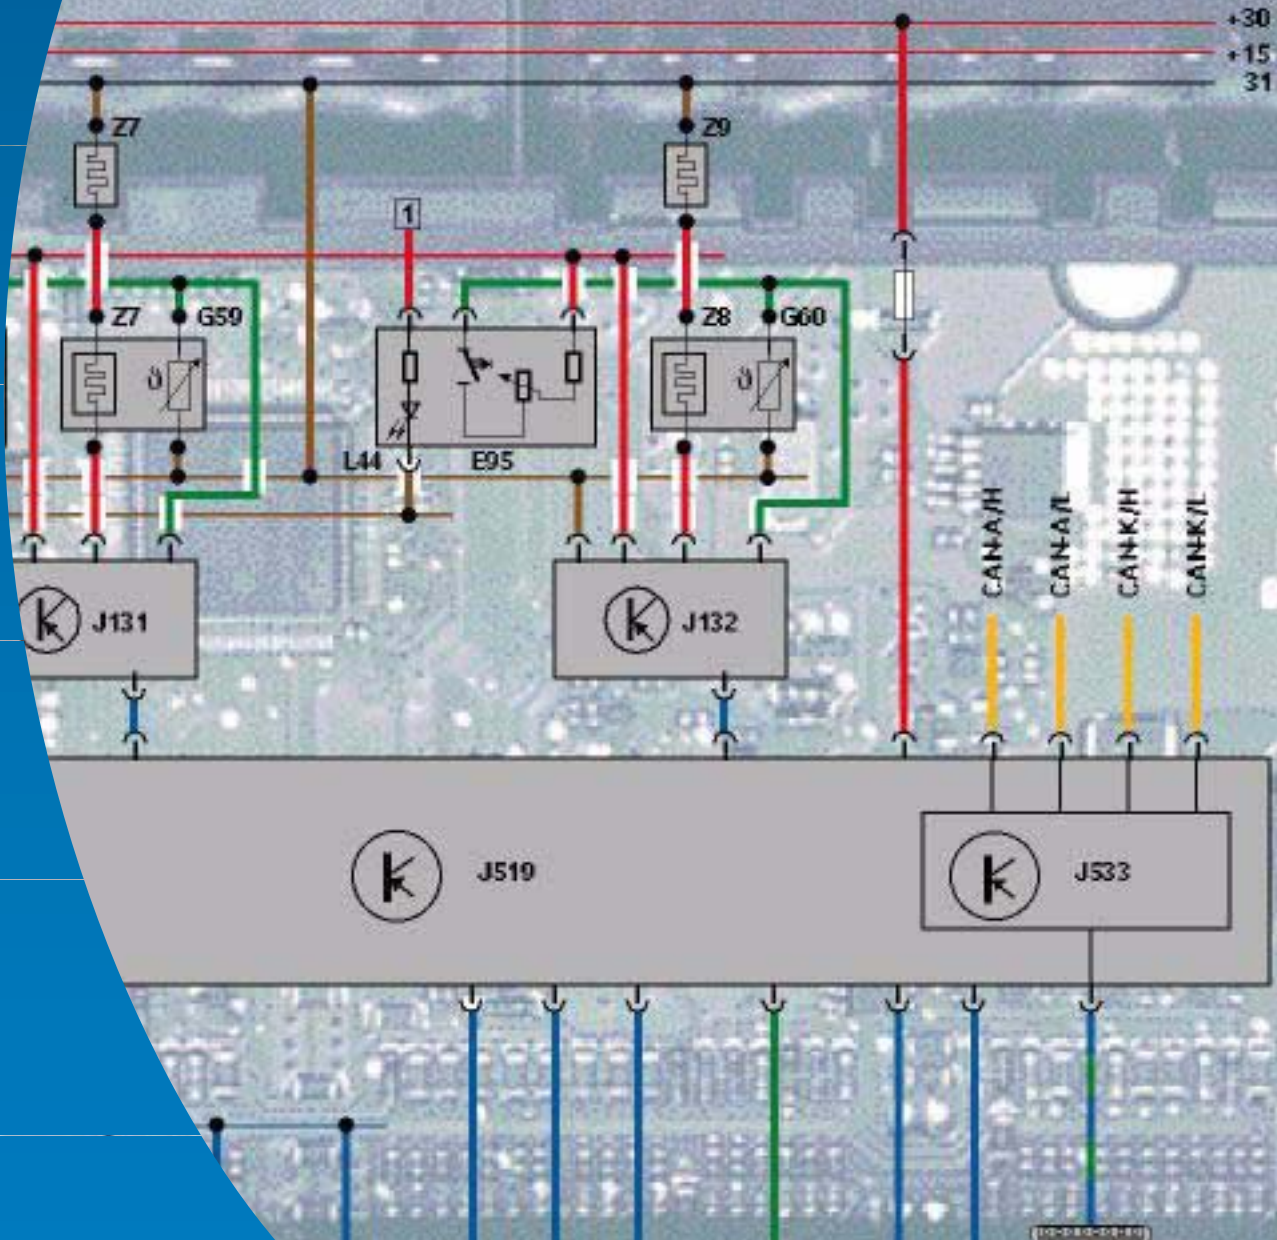 +30
+15
31
Z7
Z9
1
Z7
G59
Z8
G60
ϑ
ϑ
L44
E95
CAN-A/H
CAN-A/L
CAN-K/H
CAN-K/L
J131
J132
J519
J533